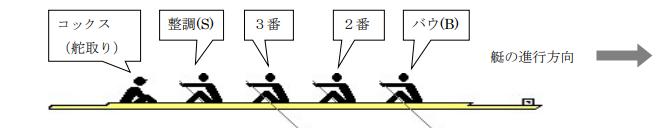 コックス
（舵取り）
整調(S)
３番
２番
バウ(B)
艇の進行方向